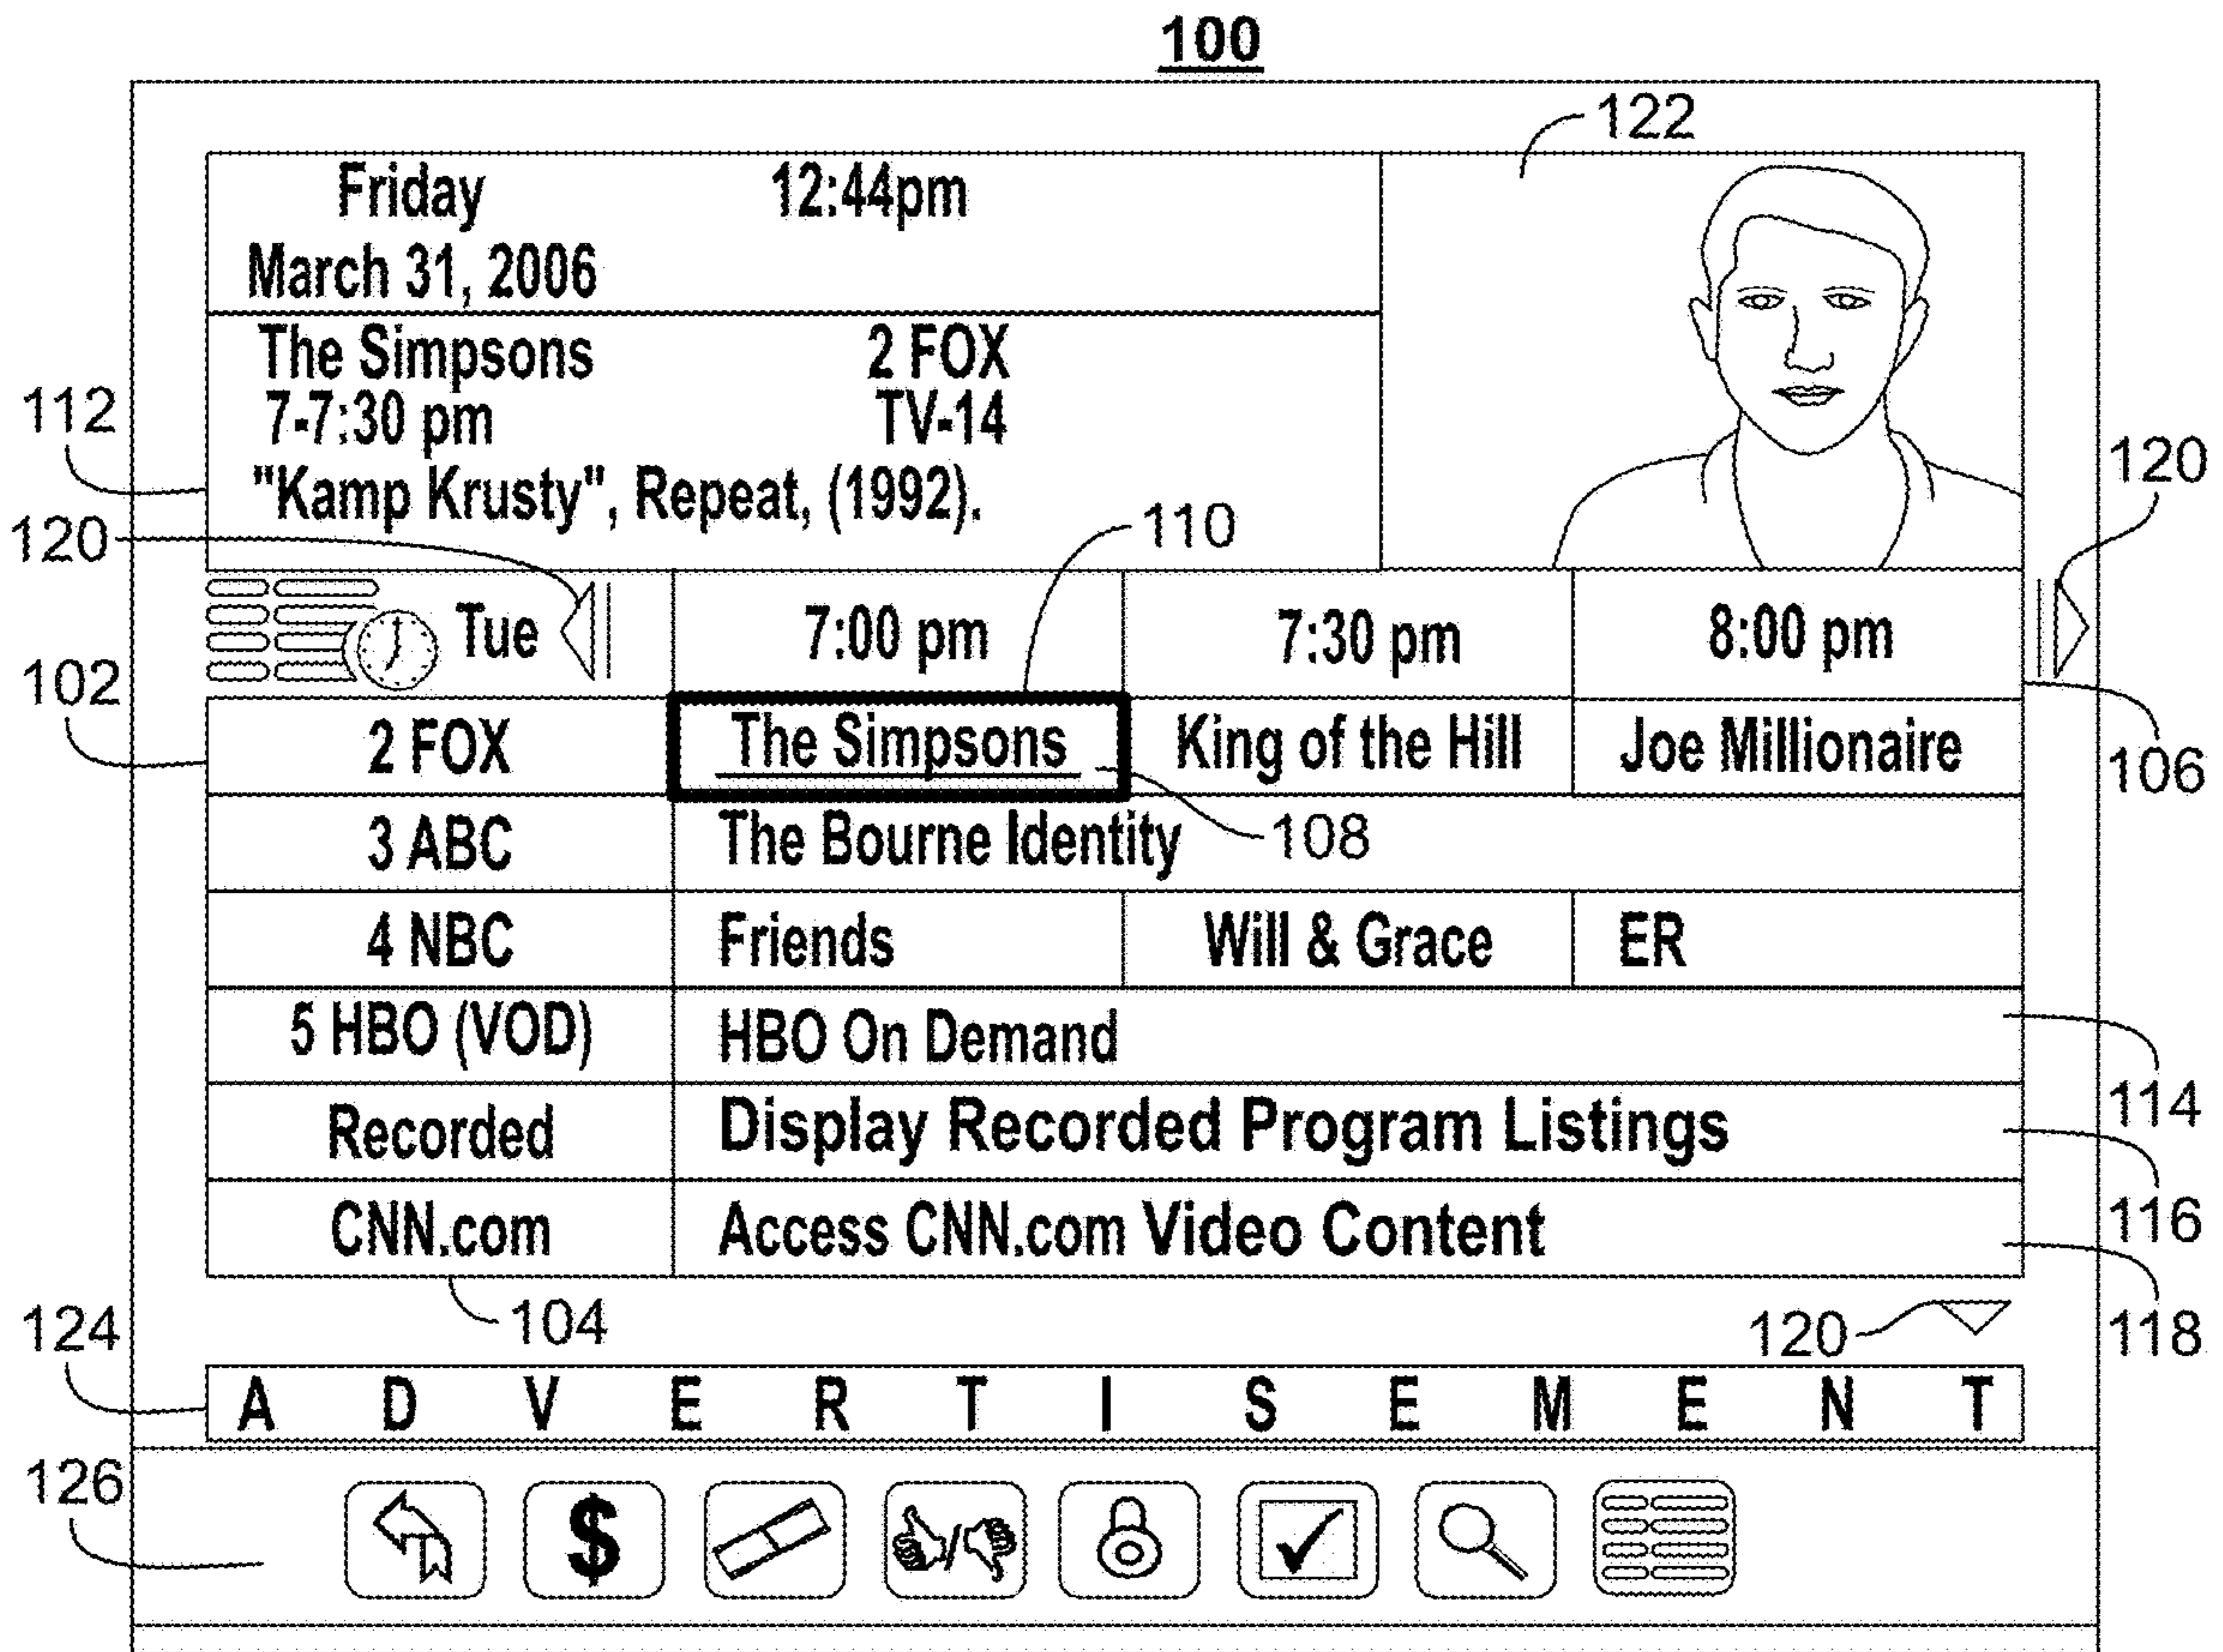 100
122
Friday 12:44pm
March 31, 2006
The Simpsons 2 FOX
7-7:30 pm TV-14
"Kamp Krusty", Repeat, (1992).
112
120
110
120
Tue 7:00 pm 7:30 pm 8:00 pm
102
2 FOX The Simpsons King of the Hill Joe Millionaire
106
3 ABC The Bourne Identity
108
4 NBC Friends Will & Grace ER
5 HBO (VOD) HBO On Demand
114
Recorded Display Recorded Program Listings
116
CNN.com Access CNN.com Video Content
118
104
120
124
A D V E R T I S E M E N T
126
$